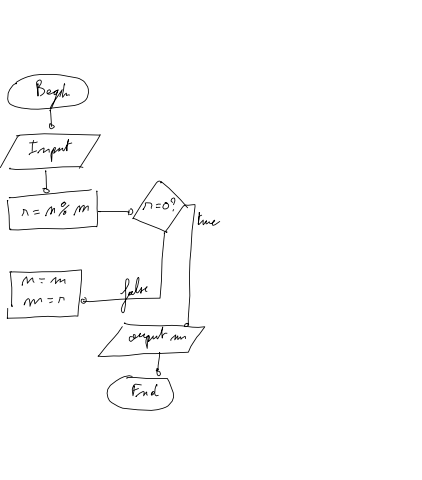 Begin
Input
r = n % m
r=0?
true
n = m
m = r
false
output m
End